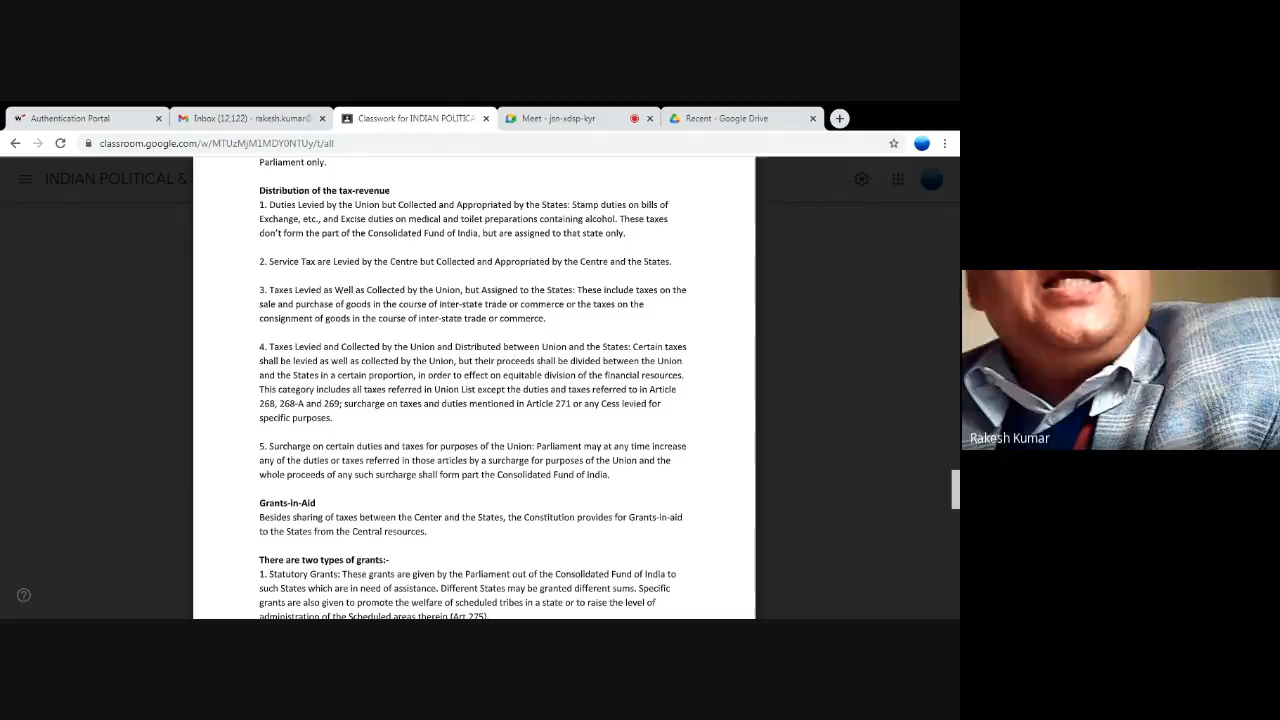 Authentication Portal
Inbox (12,122) - rakesh.kumar@
Classwork for INDIAN POLITICA
Meet - jsn-xdsp-kyr
Recent - Google Drive
classroom.google.com/w/MTUzMjM1MDY0NTUy/t/all
INDIAN POLITICAL & S
Parliament only.
Distribution of the tax-revenue
1. Duties Levied by the Union but Collected and Appropriated by the States: Stamp duties on bills of
Exchange, etc., and Excise duties on medical and toilet preparations containing alcohol. These taxes
don't form the part of the Consolidated Fund of India, but are assigned to that state only.
2. Service Tax are Levied by the Centre but Collected and Appropriated by the Centre and the States.
3. Taxes Levied as Well as Collected by the Union, but Assigned to the States: These include taxes on the
sale and purchase of goods in the course of inter-state trade or commerce or the taxes on the
consignment of goods in the course of inter-state trade or commerce.
4. Taxes Levied and Collected by the Union and Distributed between Union and the States: Certain taxes
shall be levied as well as collected by the Union, but their proceeds shall be divided between the Union
and the States in a certain proportion, in order to effect on equitable division of the financial resources.
This category includes all taxes referred in Union List except the duties and taxes referred to in Article
268, 268-A and 269; surcharge on taxes and duties mentioned in Article 271 or any Cess levied for
specific purposes.
5. Surcharge on certain duties and taxes for purposes of the Union: Parliament may at any time increase
any of the duties or taxes referred in those articles by a surcharge for purposes of the Union and the
whole proceeds of any such surcharge shall form part the Consolidated Fund of India.
Grants-in-Aid
Besides sharing of taxes between the Center and the States, the Constitution provides for Grants-in-aid
to the States from the Central resources.
There are two types of grants:-
1. Statutory Grants: These grants are given by the Parliament out of the Consolidated Fund of India to
such States which are in need of assistance. Different States may be granted different sums. Specific
grants are also given to promote the welfare of scheduled tribes in a state or to raise the level of
administration of the Scheduled areas therein (Art 275)
Rakesh Kumar